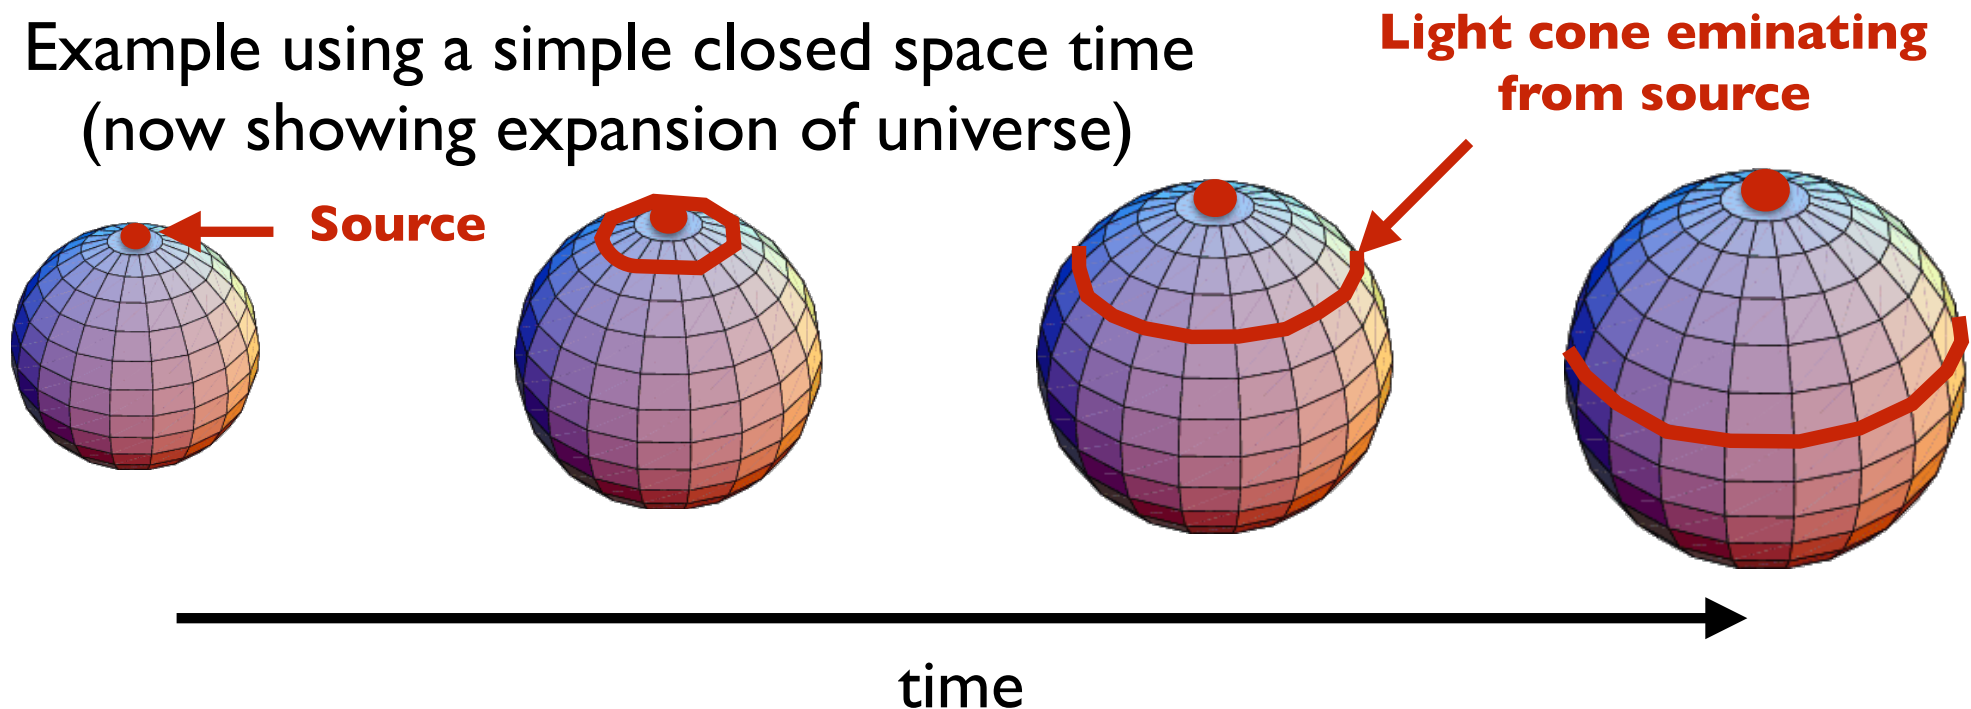 Example using a simple closed space time
(now showing expansion of universe)
Light cone eminating
from source
Source
time